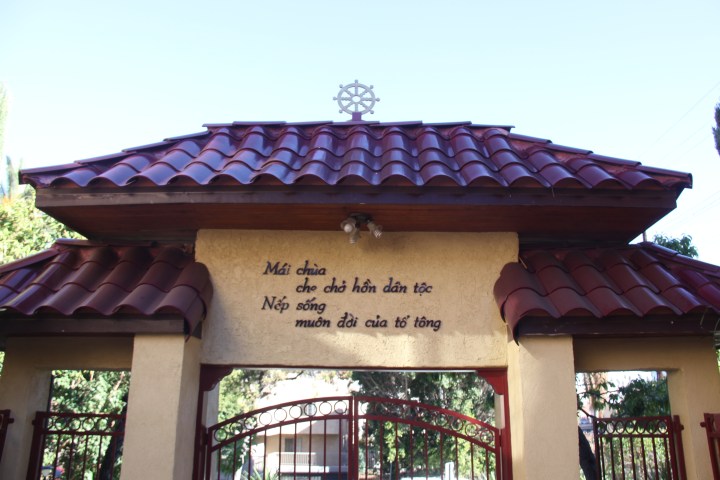 Mái chùa
che chở hồn dân tộc
Nếp sống
muôn đời của tổ tông